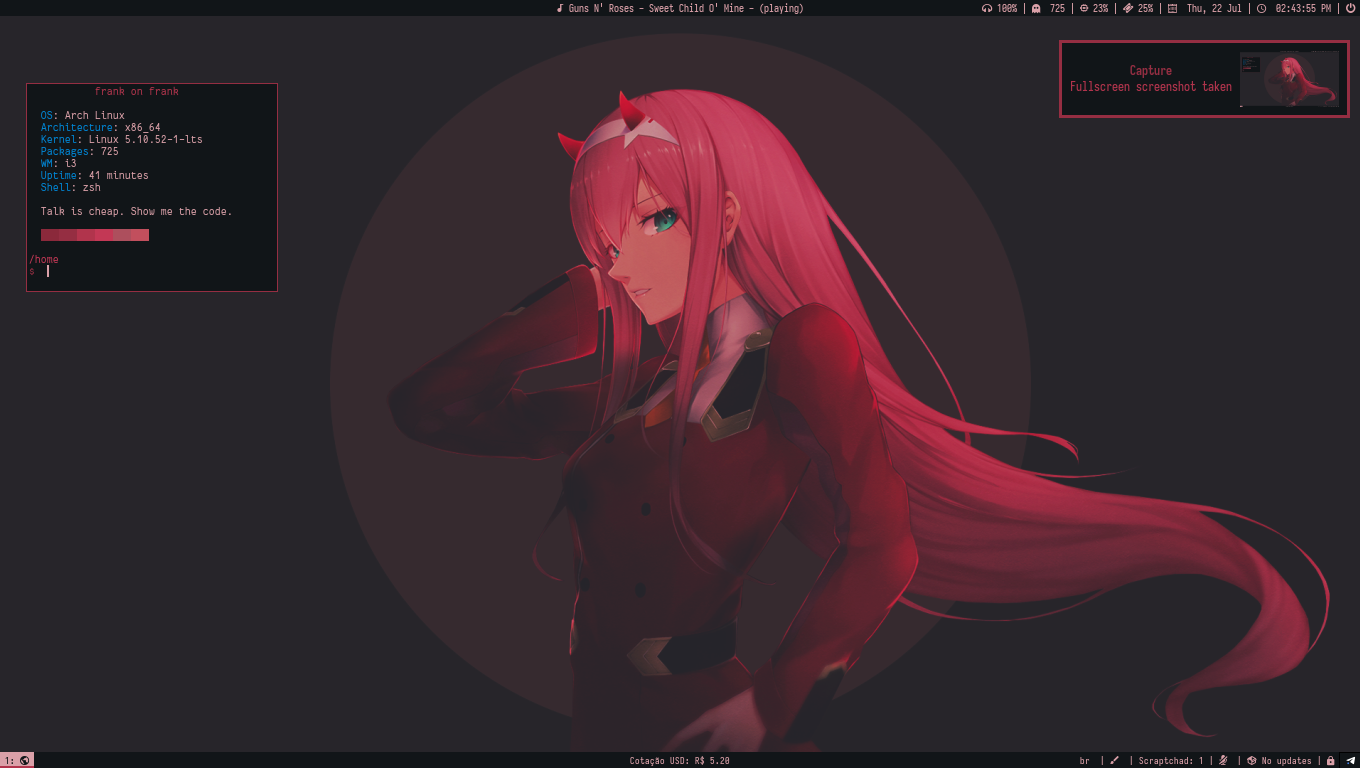 Guns N' Roses - Sweet Child O' Mine - (playing)
100% | 725 | 23% | 25% | Thu, 22 Jul | 02:43:55 PM |
Capture
Fullscreen screenshot taken
frank on frank
OS: Arch Linux
Architecture: x86_64
Kernel: Linux 5.10.52-1-lts
Packages: 725
WM: i3
Uptime: 41 minutes
Shell: zsh
Talk is cheap. Show me the code.
/home
s
1:
Cotação USD: R$ 5.20
br | | Scraptchad: 1 | | No updates |